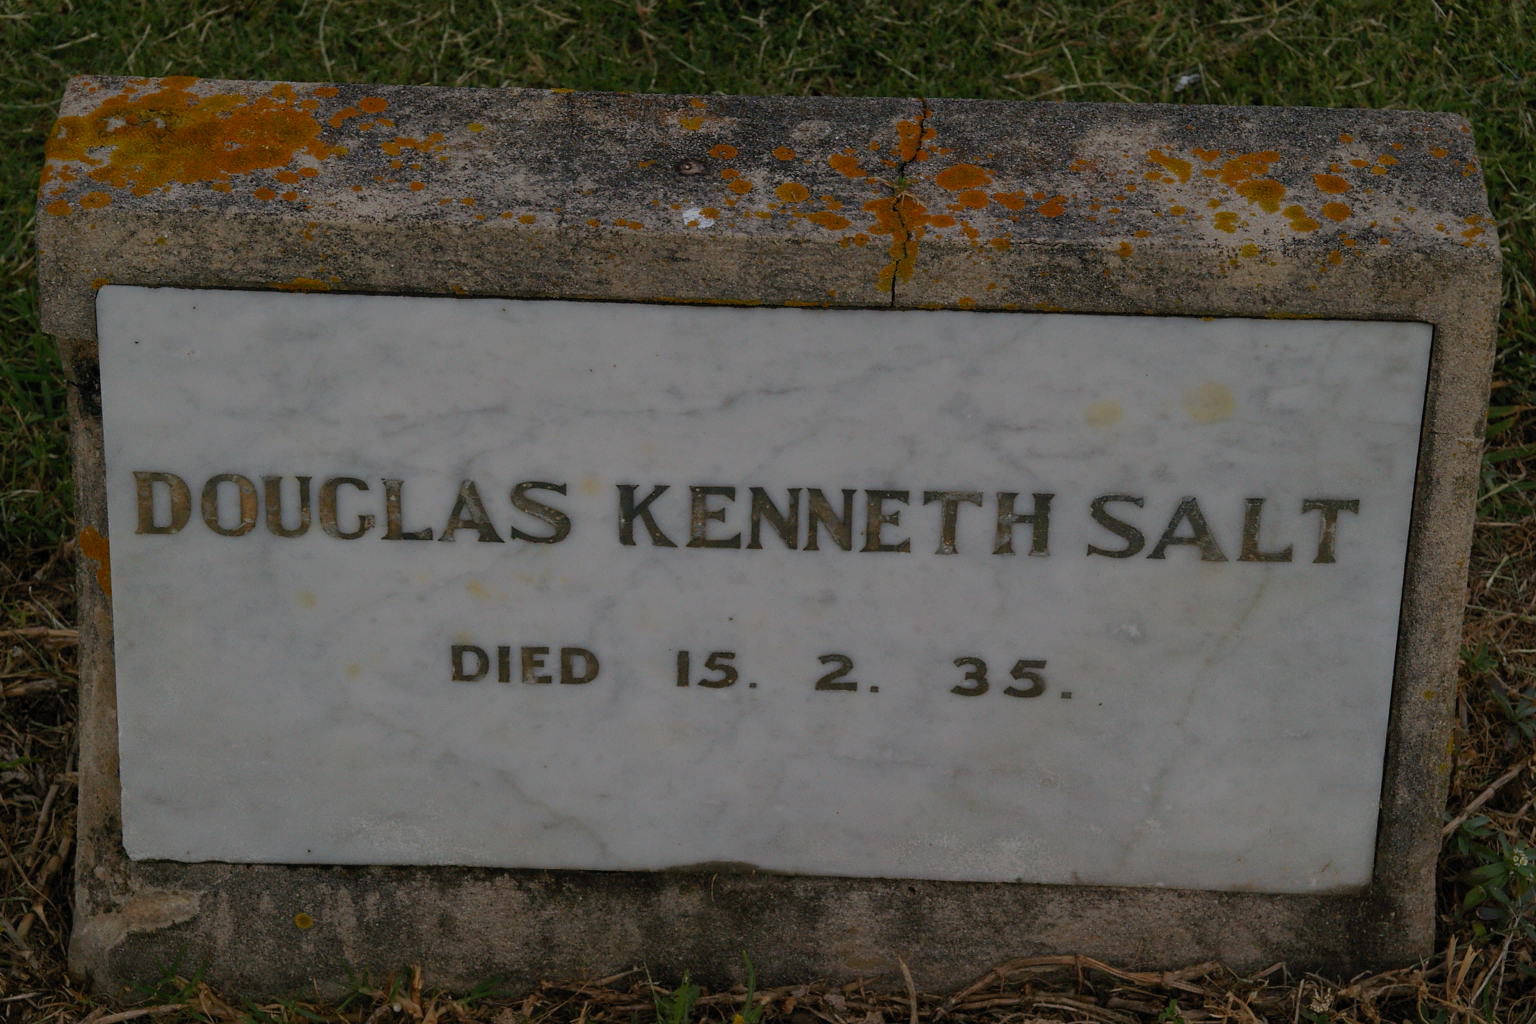 DOUGLAS KENNETH SALT
DIED 15. 2. 35.